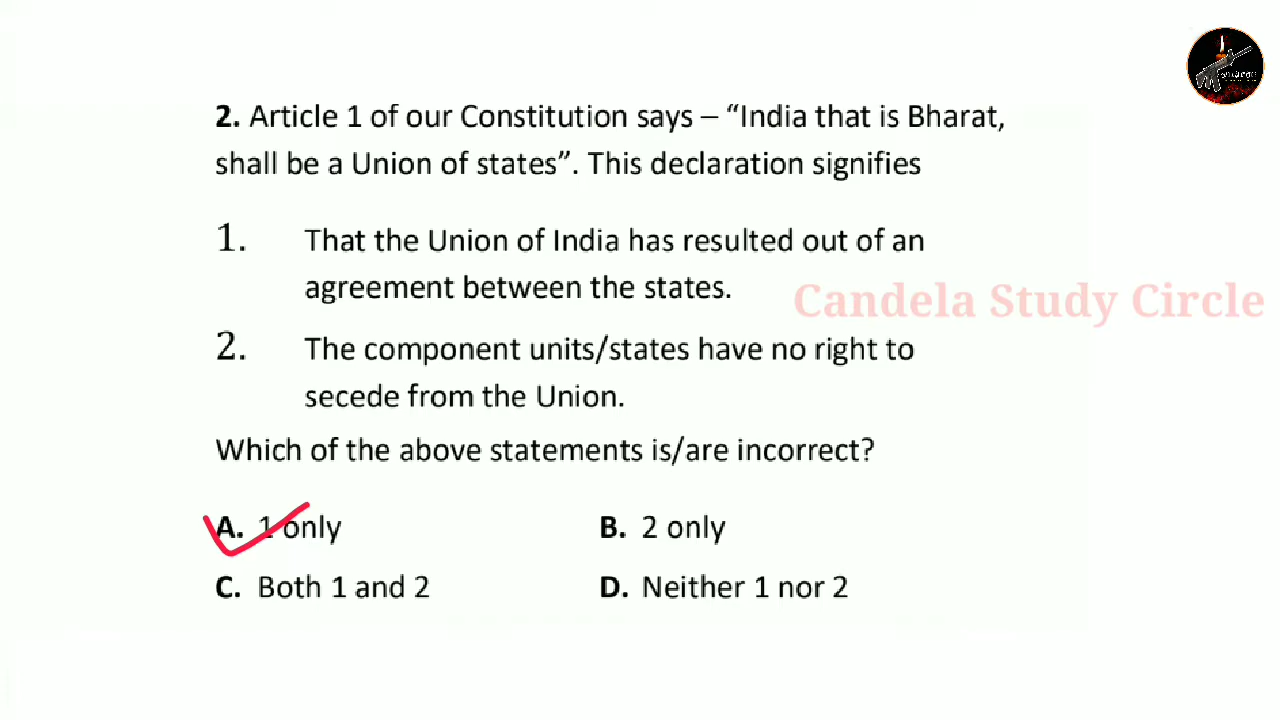 2. Article 1 of our Constitution says – “India that is Bharat,
shall be a Union of states”. This declaration signifies
1. That the Union of India has resulted out of an
agreement between the states.
Candela Study Circle
2. The component units/states have no right to
secede from the Union.
Which of the above statements is/are incorrect?
A. 1 only B. 2 only
C. Both 1 and 2 D. Neither 1 nor 2